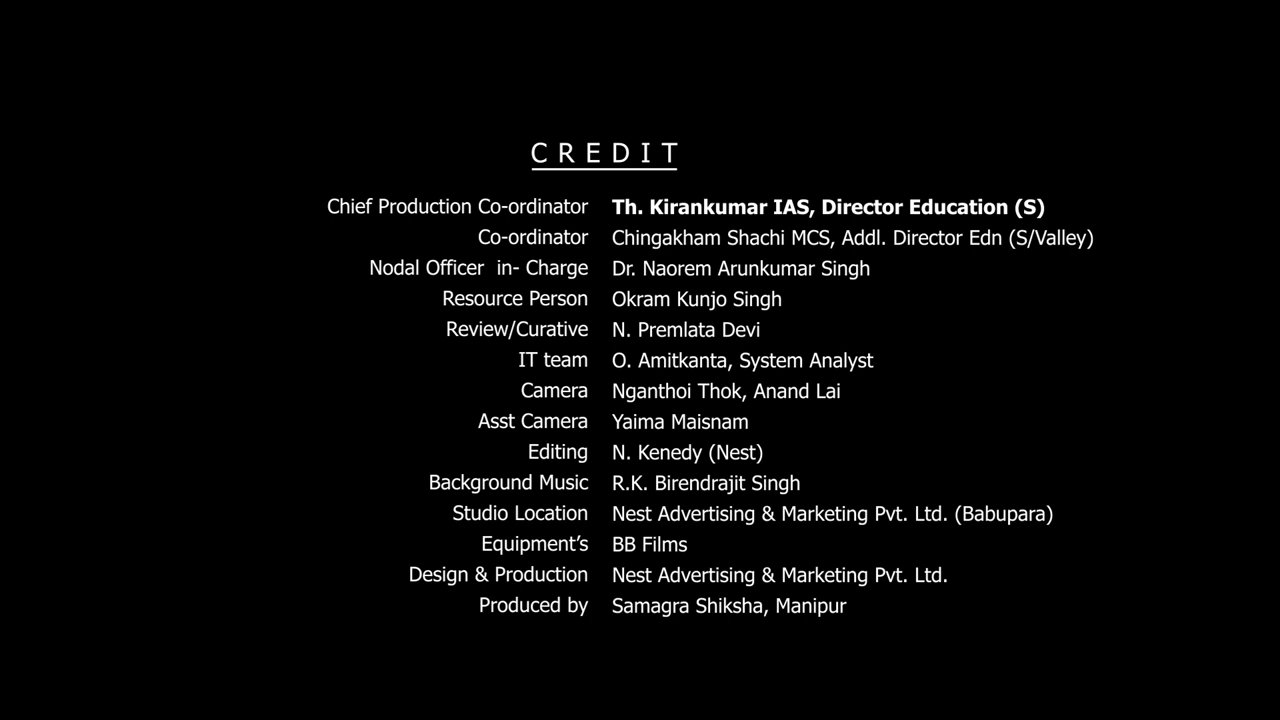 CREDIT
Chief Production Co-ordinator Th. Kirankumar IAS, Director Education (S)
Co-ordinator Chingakham Shachi MCS, Addl. Director Edn (S/Valley)
Nodal Officer in- Charge Dr. Naorem Arunkumar Singh
Resource Person Okram Kunjo Singh
Review/Curative N. Premlata Devi
IT team O. Amitkanta, System Analyst
Camera Nganthoi Thok, Anand Lai
Asst Camera Yaima Maisnam
Editing N. Kenedy (Nest)
Background Music R.K. Birendrajit Singh
Studio Location Nest Advertising & Marketing Pvt. Ltd. (Babupara)
Equipment’s BB Films
Design & Production Nest Advertising & Marketing Pvt. Ltd.
Produced by Samagra Shiksha, Manipur